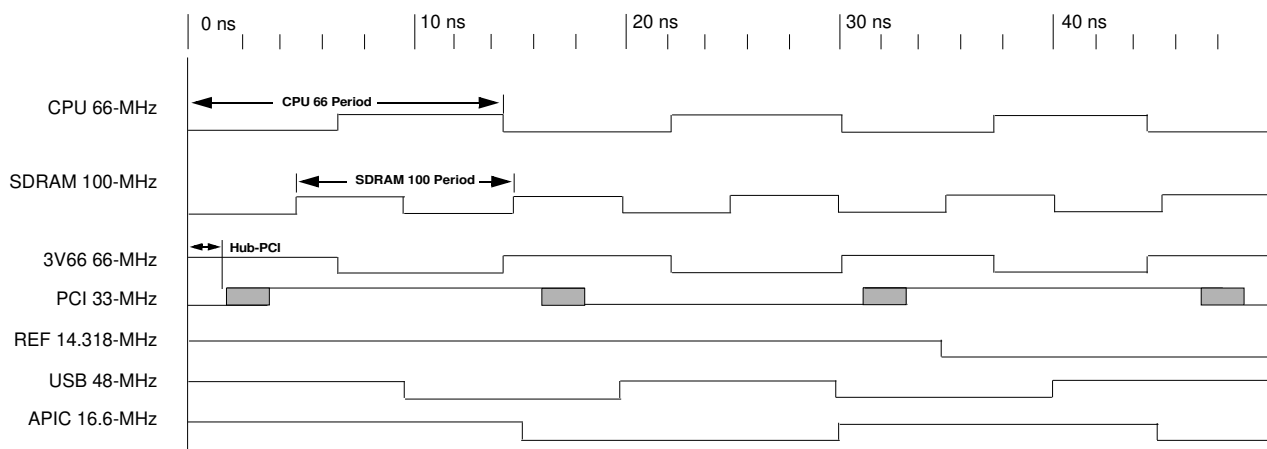 0 ns 10 ns 20 ns 30 ns 40 ns
CPU 66-MHz
CPU 66 Period
SDRAM 100-MHz
SDRAM 100 Period
Hub-PCI
3V66 66-MHz
PCI 33-MHz
REF 14.318-MHz
USB 48-MHz
APIC 16.6-MHz